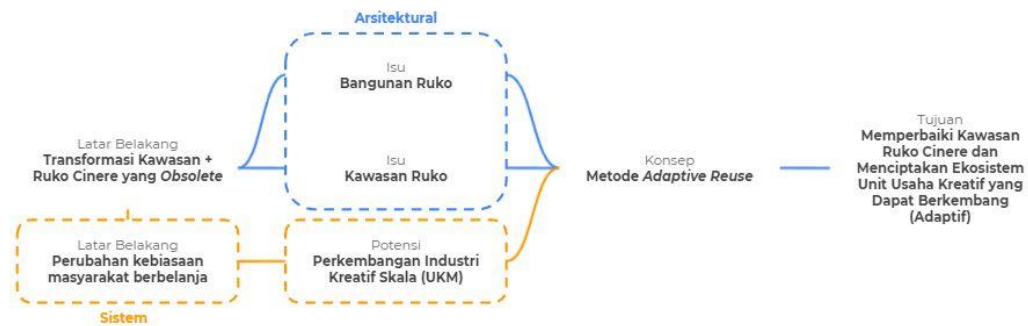 Arsitektural
Isu
Bangunan Ruko
Latar Belakang
Transformasi Kawasan +
Ruko Cinere yang Obsolete
Isu
Kawasan Ruko
Konsep
Metode Adaptive Reuse
Tujuan
Memperbaiki Kawasan
Ruko Cinere dan
Menciptakan Ekosistem
Unit Usaha Kreatif yang
Dapat Berkembang
(Adaptif)
Latar Belakang
Perubahan kebiasaan
masyarakat berbelanja
Potensi
Perkembangan Industri
Kreatif Skala (UKM)
Sistem